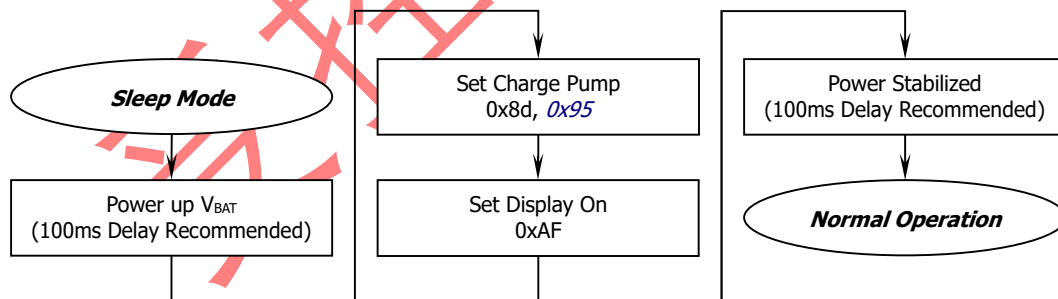 Sleep Mode
Power up VBAT
(100ms Delay Recommended)
Set Charge Pump
0x8d, 0x95
Set Display On
0xAF
Power Stabilized
(100ms Delay Recommended)
Normal Operation